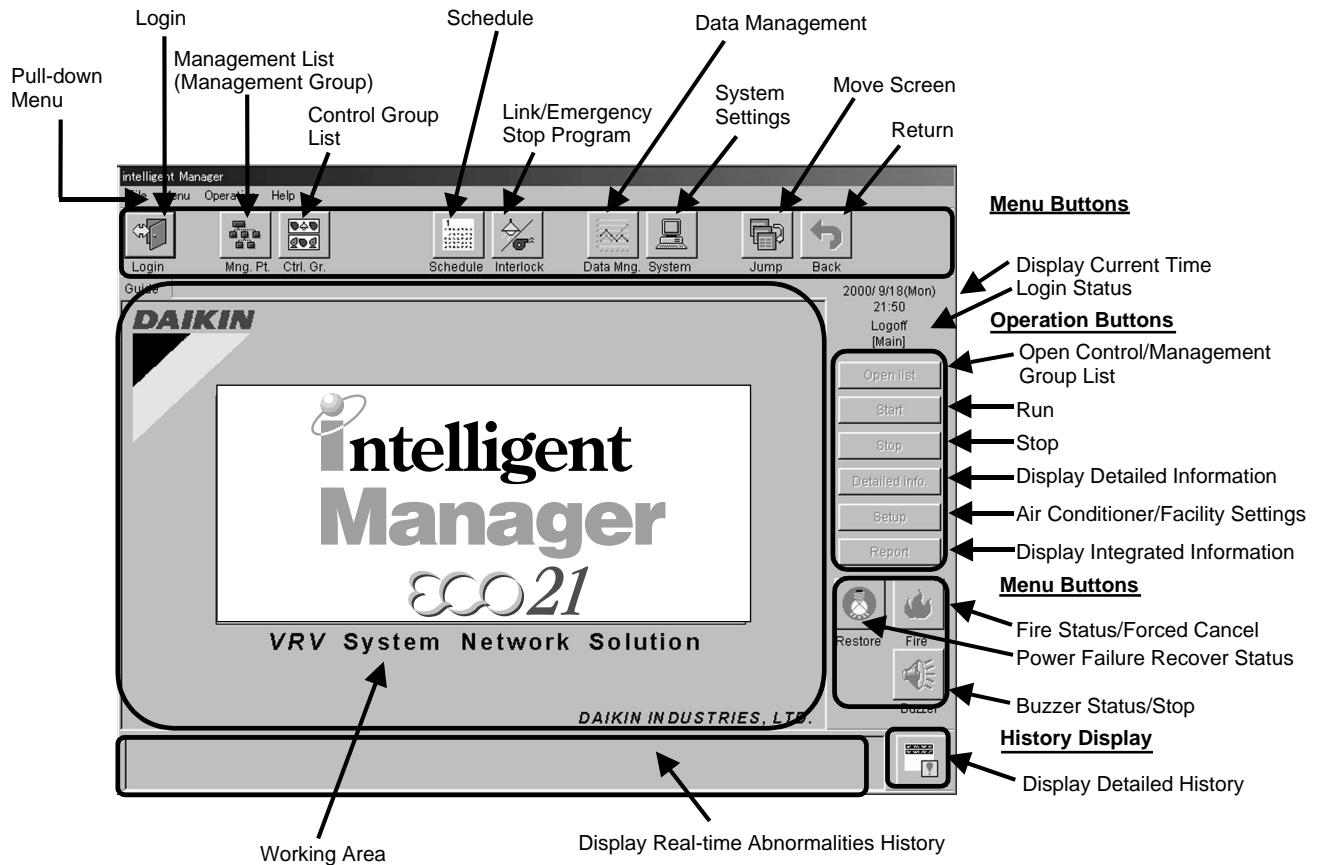 Login
Schedule
Data Management
Management List
(Management Group)
Pull-down
Menu
Control Group
List
Link/Emergency
Stop Program
System
Settings
Move Screen
Return
intelligent Manager
File Menu Operation Help
Menu Buttons
Login Mng. Pt. Ctrl. Gr. Schedule Interlock Data Mng. System Jump Back
Guide
2000/ 9/18(Mon)
21:50
Logoff
[Main]
Display Current Time
Login Status
Operation Buttons
DAIKIN
Open list
Open Control/Management
Group List
Start
Run
Stop
Stop
Detailed info.
Display Detailed Information
Setup
Air Conditioner/Facility Settings
Report
Display Integrated Information
intelligent
Manager
ECO 21
VRV System Network Solution
DAIKIN INDUSTRIES, LTD.
Menu Buttons
Restore Fire
Fire Status/Forced Cancel
Power Failure Recover Status
Buzzer
Buzzer Status/Stop
History Display
Display Detailed History
Working Area
Display Real-time Abnormalities History